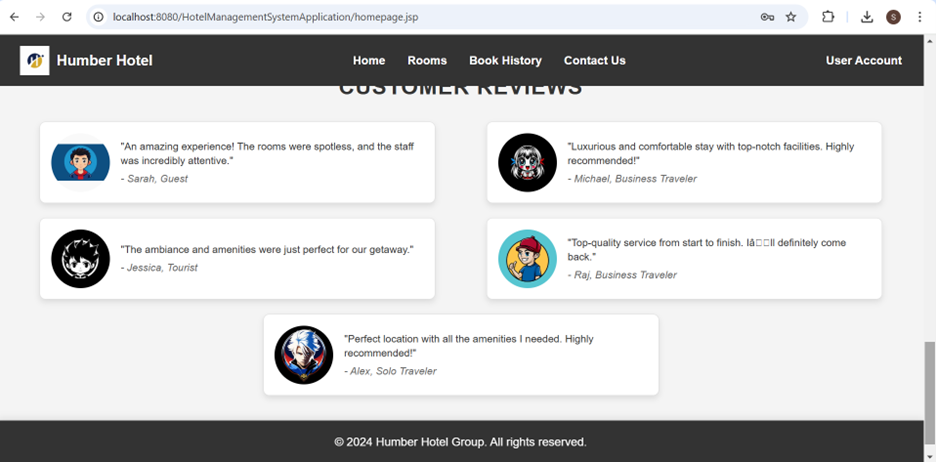 localhost:8080/HotelManagementSystemApplication/homepage.jsp
S
Humber Hotel
Home Rooms Book History Contact Us
User Account
CUSTOMER REVIEWS
"An amazing experience! The rooms were spotless, and the staff
was incredibly attentive."
- Sarah, Guest
"Luxurious and comfortable stay with top-notch facilities. Highly
recommended!"
- Michael, Business Traveler
"The ambiance and amenities were just perfect for our getaway."
- Jessica, Tourist
"Top-quality service from start to finish. Iâ□□ll definitely come
back."
- Raj, Business Traveler
"Perfect location with all the amenities I needed. Highly
recommended!"
- Alex, Solo Traveler
© 2024 Humber Hotel Group. All rights reserved.